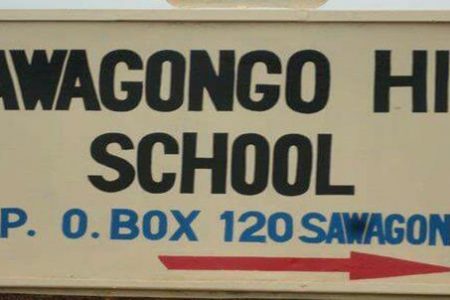 AWAGONGO HI
SCHOOL
P. O. BOX 120 SAWAGON